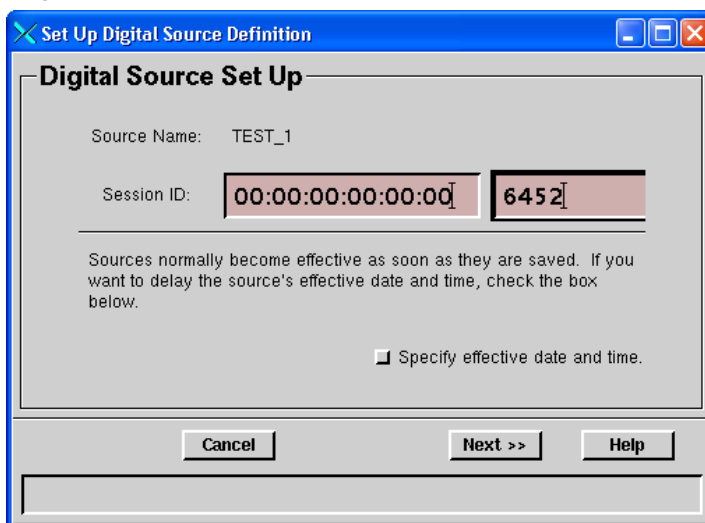 Set Up Digital Source Definition
Digital Source Set Up
Source Name: TEST_1
Session ID: 00:00:00:00:00:00 6452
Sources normally become effective as soon as they are saved. If you
want to delay the source's effective date and time, check the box
below.
Specify effective date and time.
Cancel Next >> Help